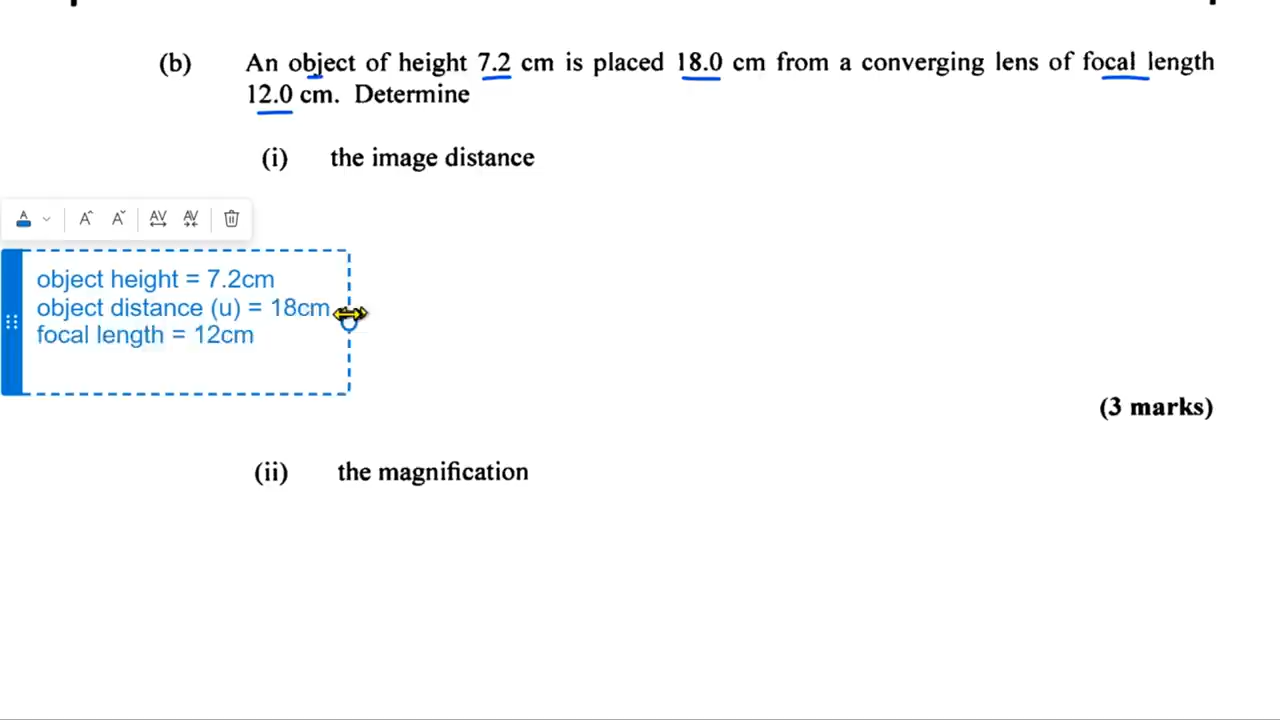 (b) An object of height 7.2 cm is placed 18.0 cm from a converging lens of focal length
12.0 cm. Determine
(i) the image distance
A A A AV AV
object height = 7.2cm
object distance (u) = 18cm
focal length = 12cm
(3 marks)
(ii) the magnification